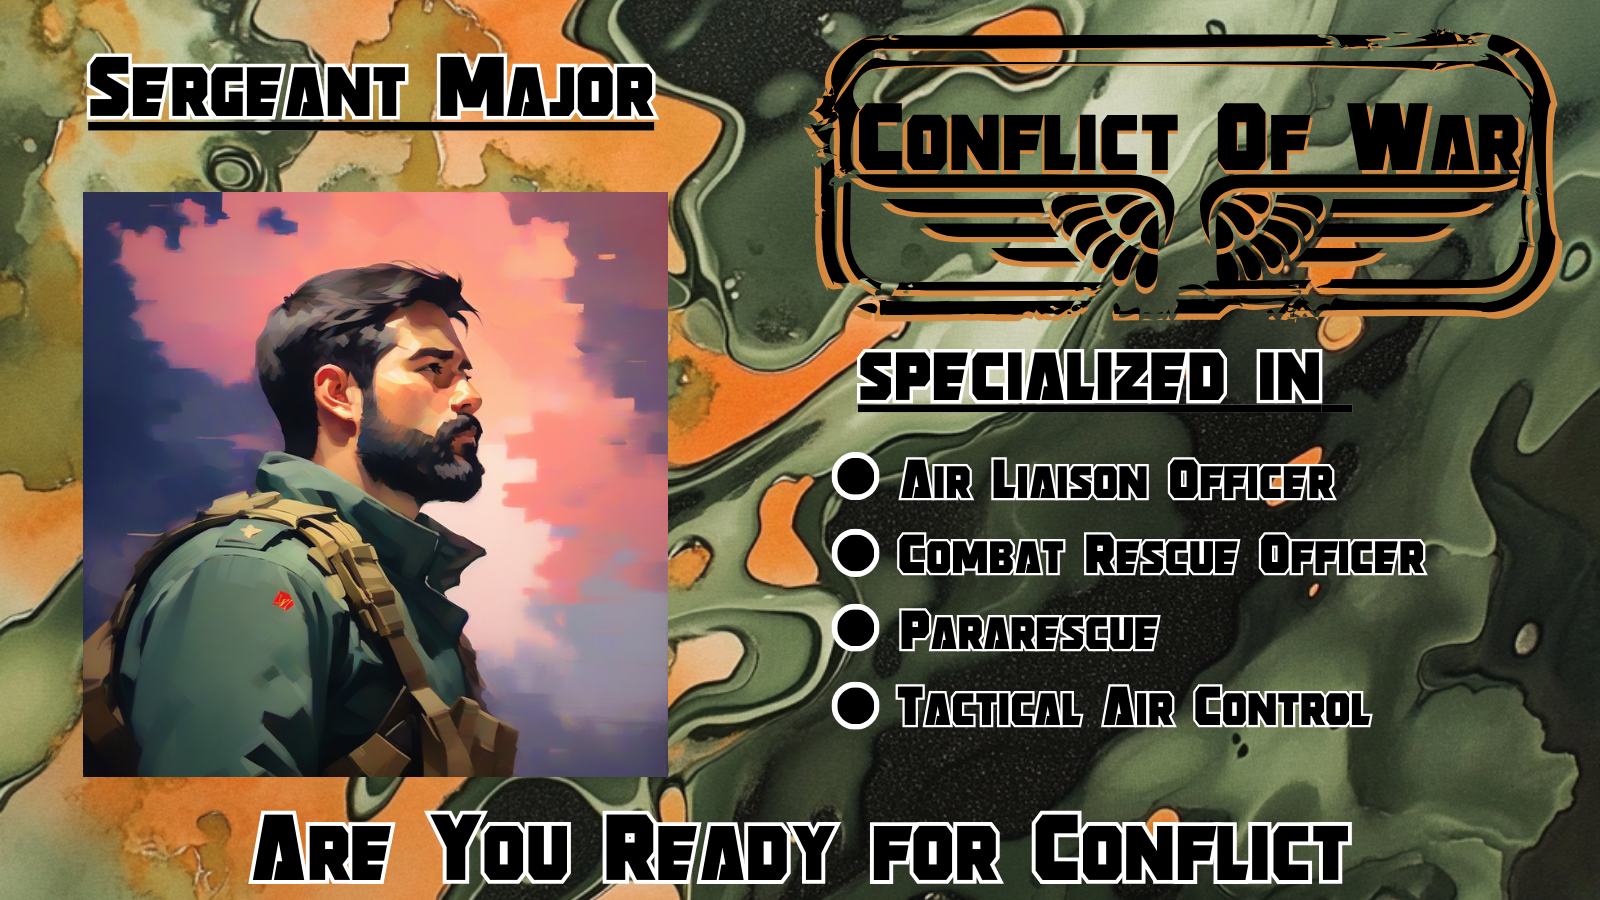 Sergeant Major
Conflict Of War
SPECIALIZED IN
Air Liaison Officer
Combat Rescue Officer
Pararescue
Tactical Air Control
Are You Ready for Conflict